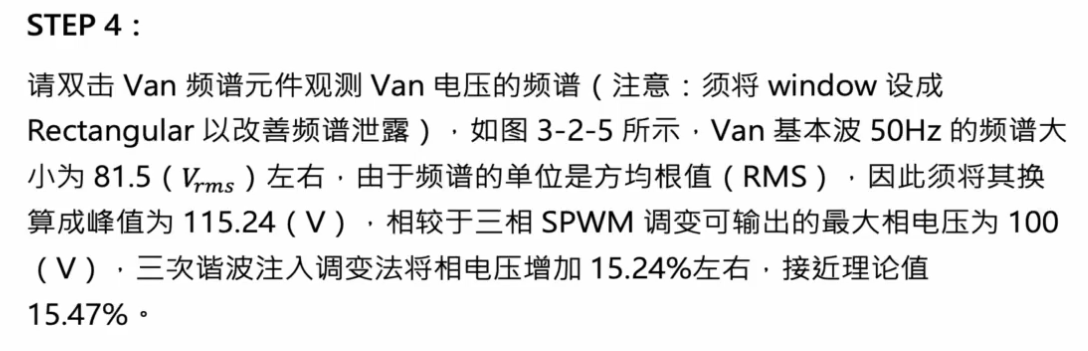 STEP 4：
请双击 Van 频谱元件观测 Van 电压的频谱（注意：须将 window 设成
Rectangular 以改善频谱泄露），如图 3-2-5 所示，Van 基本波 50Hz 的频谱大
小为 81.5（Vrms）左右，由于频谱的单位是方均根值（RMS），因此须将其换
算成峰值为 115.24（V），相较于三相 SPWM 调变可输出的最大相电压为 100
（V），三次谐波注入调变法将相电压增加 15.24%左右，接近理论值
15.47%。